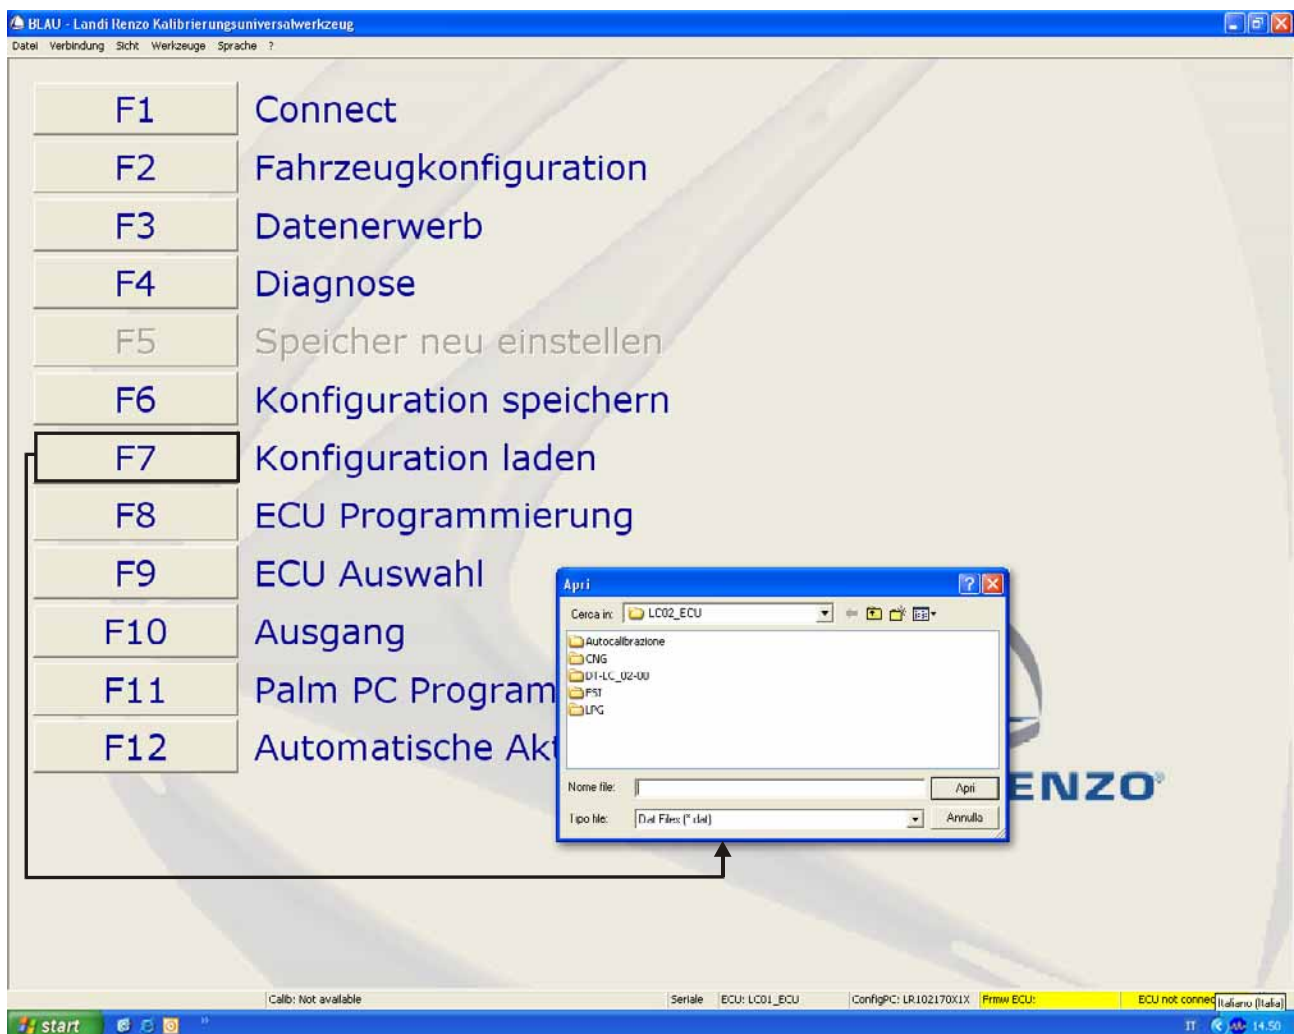 BLAU - Landi Renzo Kalibrierungsuniversalwerkzeug
Datei Verbindung Sicht Werkzeuge Sprache ?
F1 Connect
F2 Fahrzeugkonfiguration
F3 Datenerwerb
F4 Diagnose
F5 Speicher neu einstellen
F6 Konfiguration speichern
F7 Konfiguration laden
F8 ECU Programmierung
F9 ECU Auswahl
F10 Ausgang
F11 Palm PC Program
F12 Automatische Ak
Apri
Cerca in: LC02_ECU
Autocalibrazione
CNG
DT-LC_02-00
FSI
LPG
Nome file: Apri
Tipo file: Dat Files (*.dat) Annulla
ENZO
Calib: Not available Seriale ECU: LC01_ECU ConfigPC: LR102170X1X Frmw ECU: ECU not connec
Italiano (Italia)
start IT 14.50